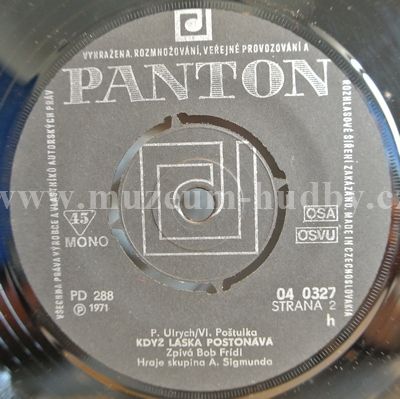 VYHRAŽENA. ROZMNOŽOVÁNÍ, VEŘEJNÉ PROVOZOVÁNÍ A
PANTON
VŠECHNA PRÁVA VÝROBCE A VLASTNÍKŮ AUTORSKÝCH PRÁV
ROZHLASOVÉ ŠÍŘENÍ ZAKÁZÁNO. MADE IN CZECHOSLOVAKIA
www.muzeum-hudby.cz
45
MONO
OSA
OSVU
PD 288
℗ 1971
04 0327
STRANA 2
h
P. Ulrych/Vl. Poštulka
KDYŽ LÁSKA POSTONÁVÁ
Zpívá Bob Frídl
Hraje skupina A. Sigmunda